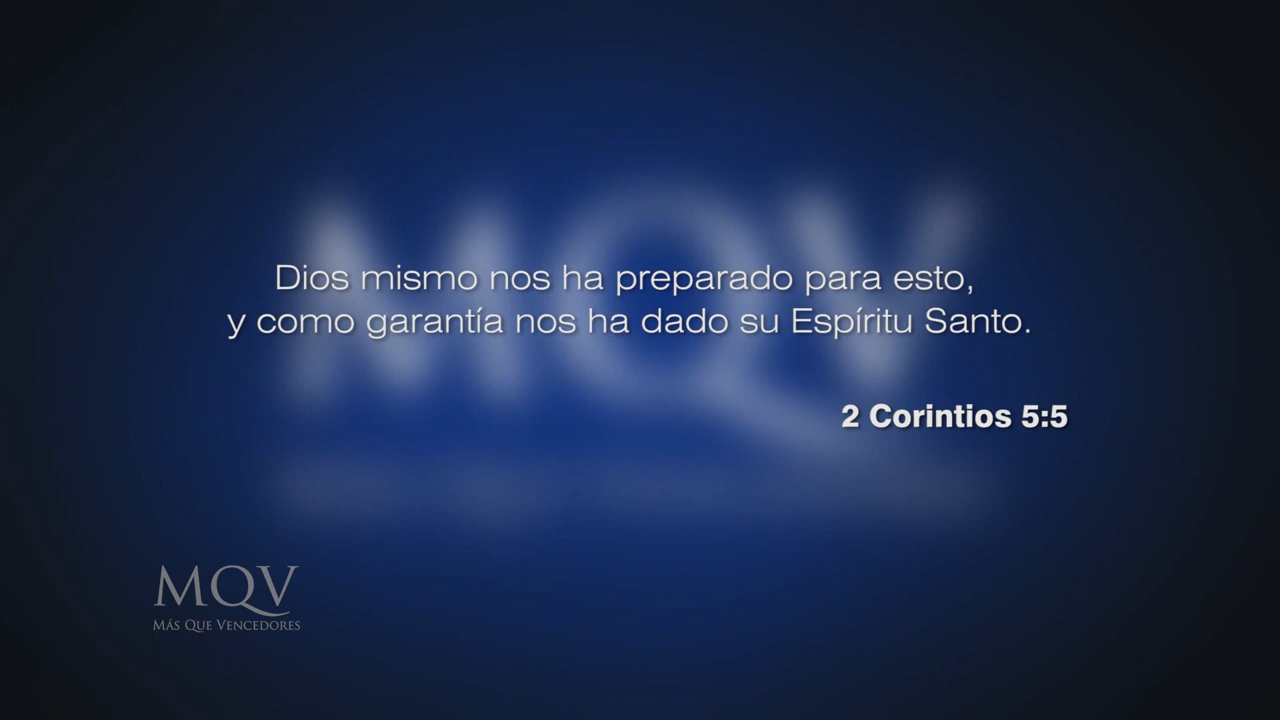 Dios mismo nos ha preparado para esto,
y como garantía nos ha dado su Espíritu Santo.
2 Corintios 5:5
MQV
MÁS QUE VENCEDORES